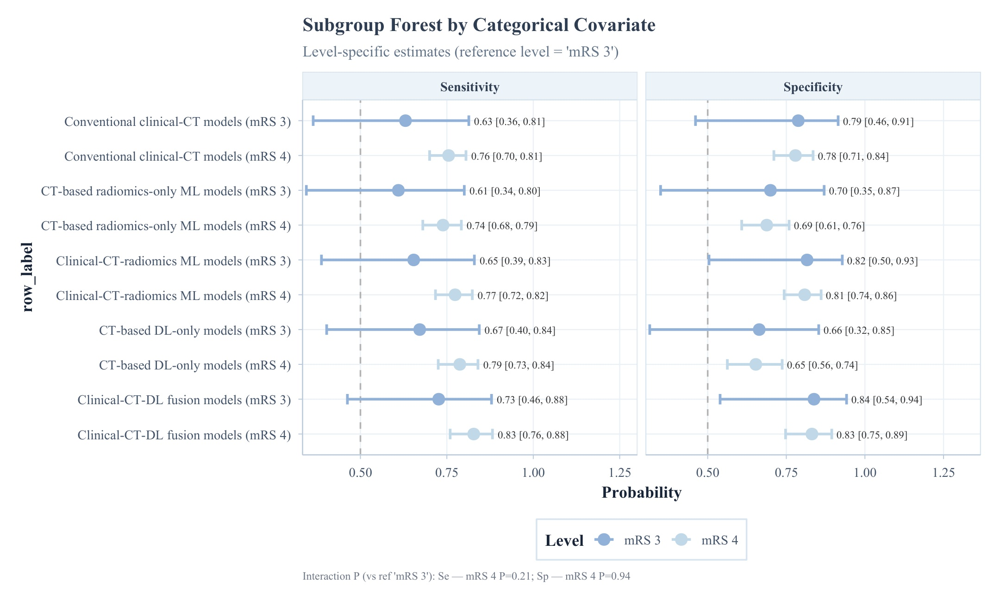 Subgroup Forest by Categorical Covariate
Level-specific estimates (reference level = 'mRS 3')
Sensitivity
Specificity
row_label
Conventional clinical-CT models (mRS 3)
0.63 [0.36, 0.81]
0.79 [0.46, 0.91]
Conventional clinical-CT models (mRS 4)
0.76 [0.70, 0.81]
0.78 [0.71, 0.84]
CT-based radiomics-only ML models (mRS 3)
0.61 [0.34, 0.80]
0.70 [0.35, 0.87]
CT-based radiomics-only ML models (mRS 4)
0.74 [0.68, 0.79]
0.69 [0.61, 0.76]
Clinical-CT-radiomics ML models (mRS 3)
0.65 [0.39, 0.83]
0.82 [0.50, 0.93]
Clinical-CT-radiomics ML models (mRS 4)
0.77 [0.72, 0.82]
0.81 [0.74, 0.86]
CT-based DL-only models (mRS 3)
0.67 [0.40, 0.84]
0.66 [0.32, 0.85]
CT-based DL-only models (mRS 4)
0.79 [0.73, 0.84]
0.65 [0.56, 0.74]
Clinical-CT-DL fusion models (mRS 3)
0.73 [0.46, 0.88]
0.84 [0.54, 0.94]
Clinical-CT-DL fusion models (mRS 4)
0.83 [0.76, 0.88]
0.83 [0.75, 0.89]
0.50 0.75 1.00 1.25
0.50 0.75 1.00 1.25
Probability
Level mRS 3 mRS 4
Interaction P (vs ref 'mRS 3'): Se — mRS 4 P=0.21; Sp — mRS 4 P=0.94